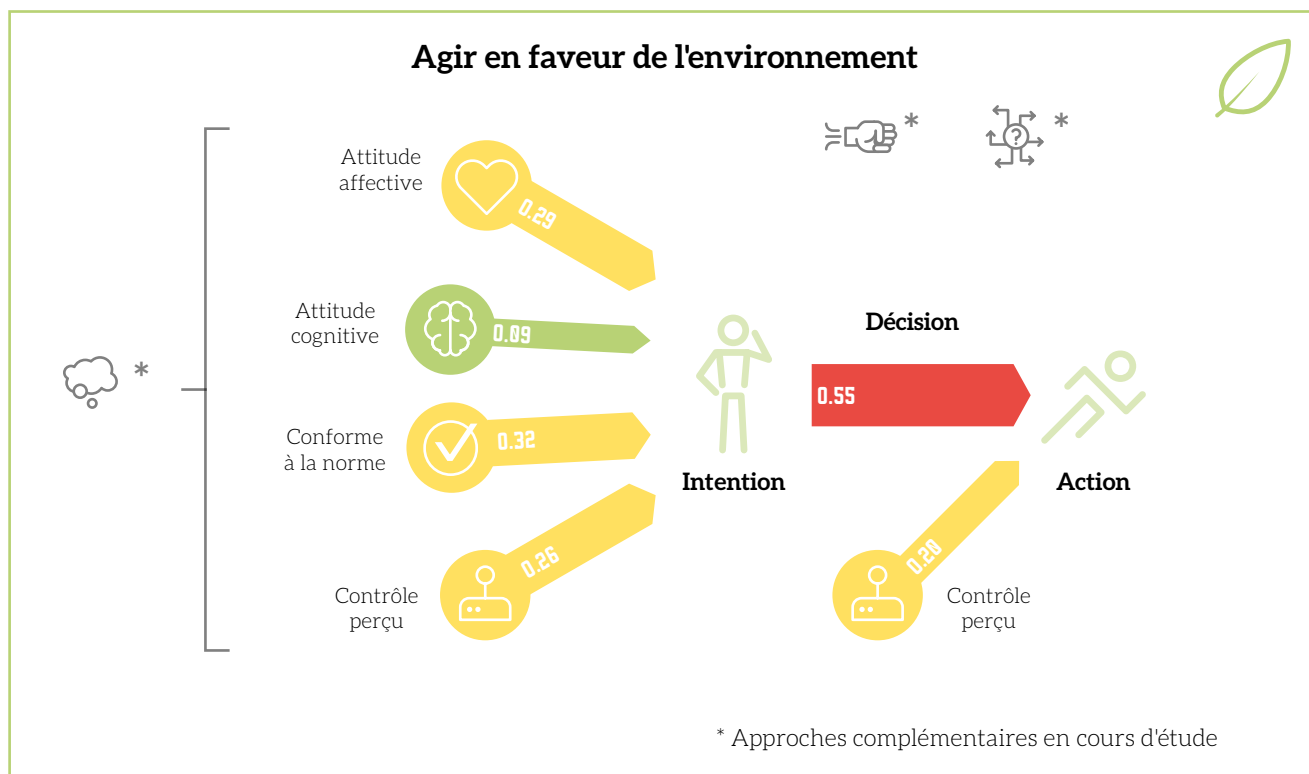 Agir en faveur de l'environnement
*
*
Attitude
affective
0.29
Attitude
cognitive
0.09
*
Conforme
à la norme
0.32
Contrôle
perçu
0.26
Intention
Décision
0.55
Action
0.20
Contrôle
perçu
* Approches complémentaires en cours d'étude